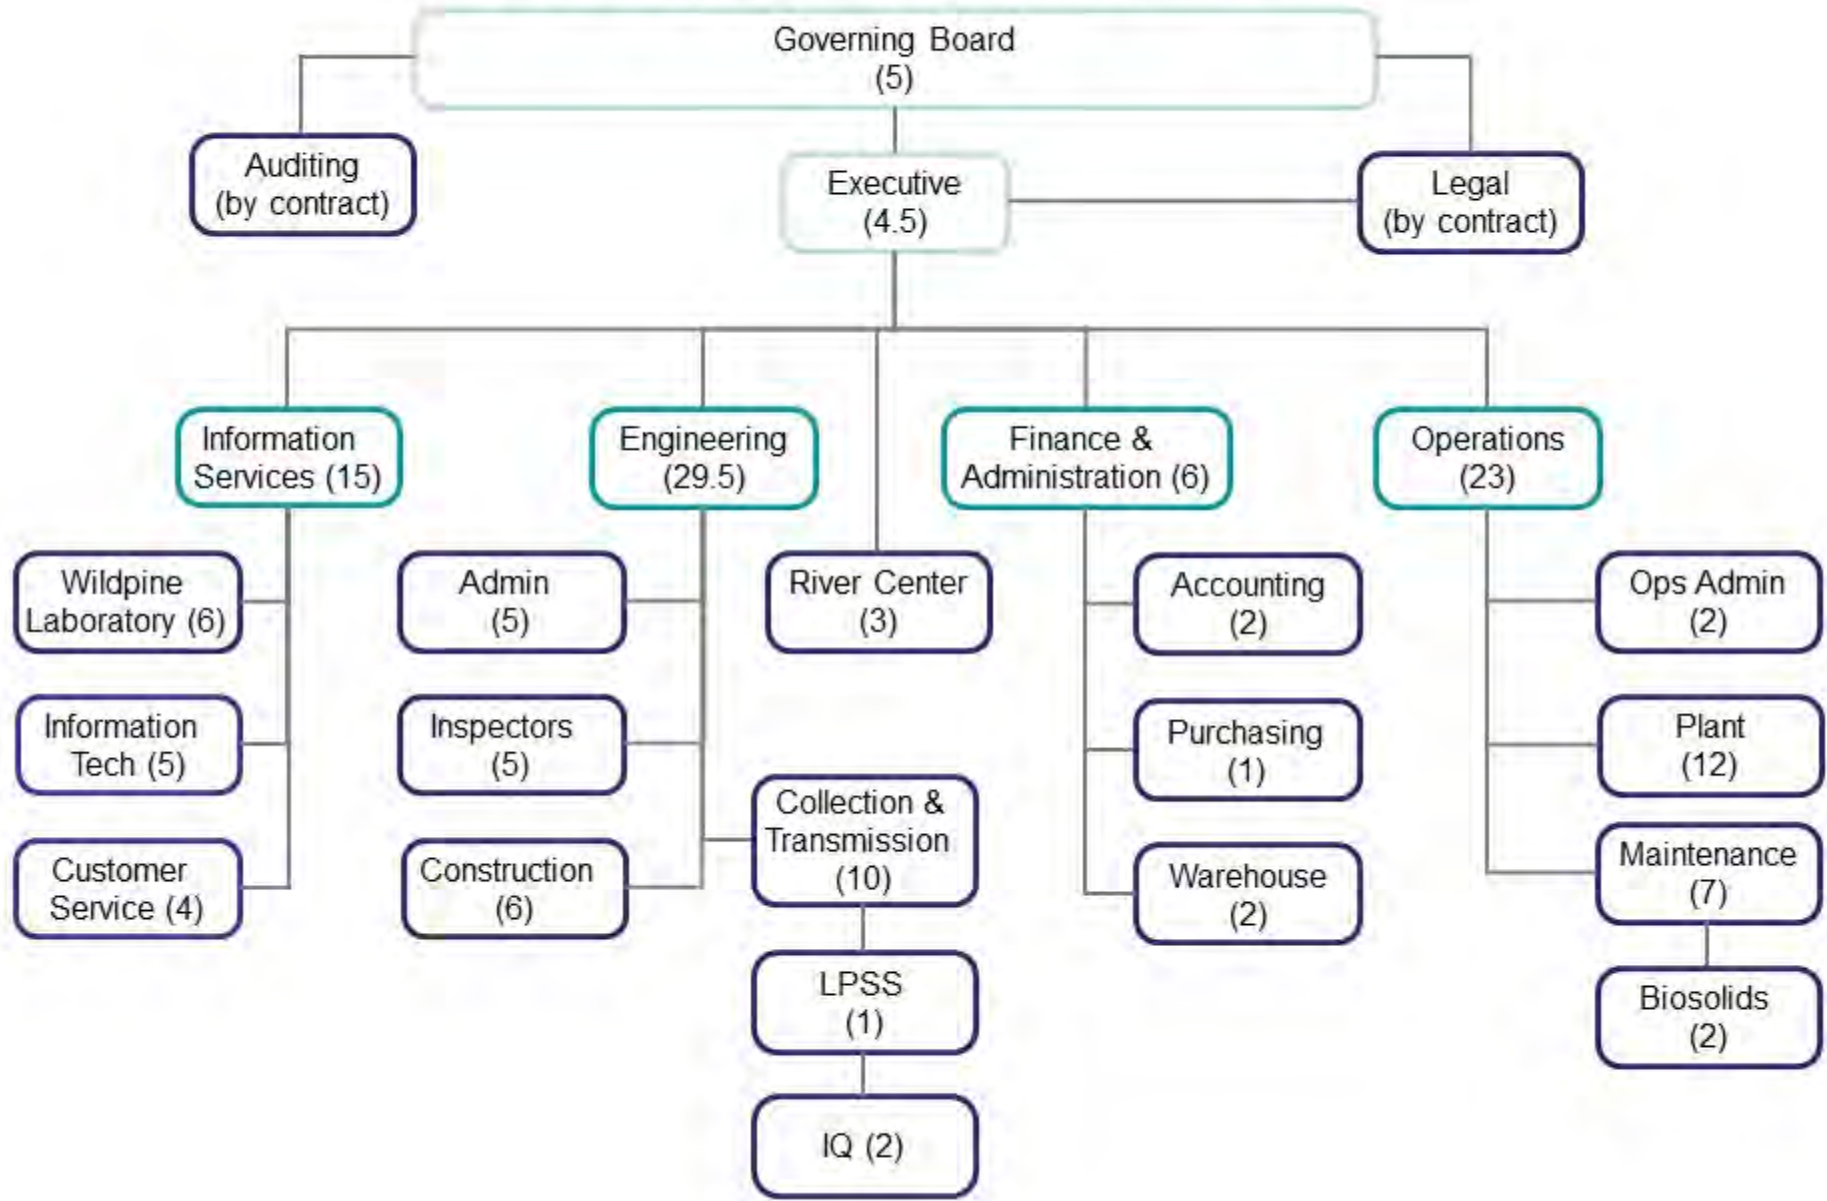 Governing Board
(5)
Auditing
(by contract)
Executive
(4.5)
Legal
(by contract)
Information
Services (15)
Engineering
(29.5)
Finance &
Administration (6)
Operations
(23)
Wildpine
Laboratory (6)
Admin
(5)
River Center
(3)
Accounting
(2)
Ops Admin
(2)
Information
Tech (5)
Inspectors
(5)
Purchasing
(1)
Plant
(12)
Collection &
Transmission
(10)
Customer
Service (4)
Construction
(6)
Warehouse
(2)
Maintenance
(7)
LPSS
(1)
Biosolids
(2)
IQ (2)